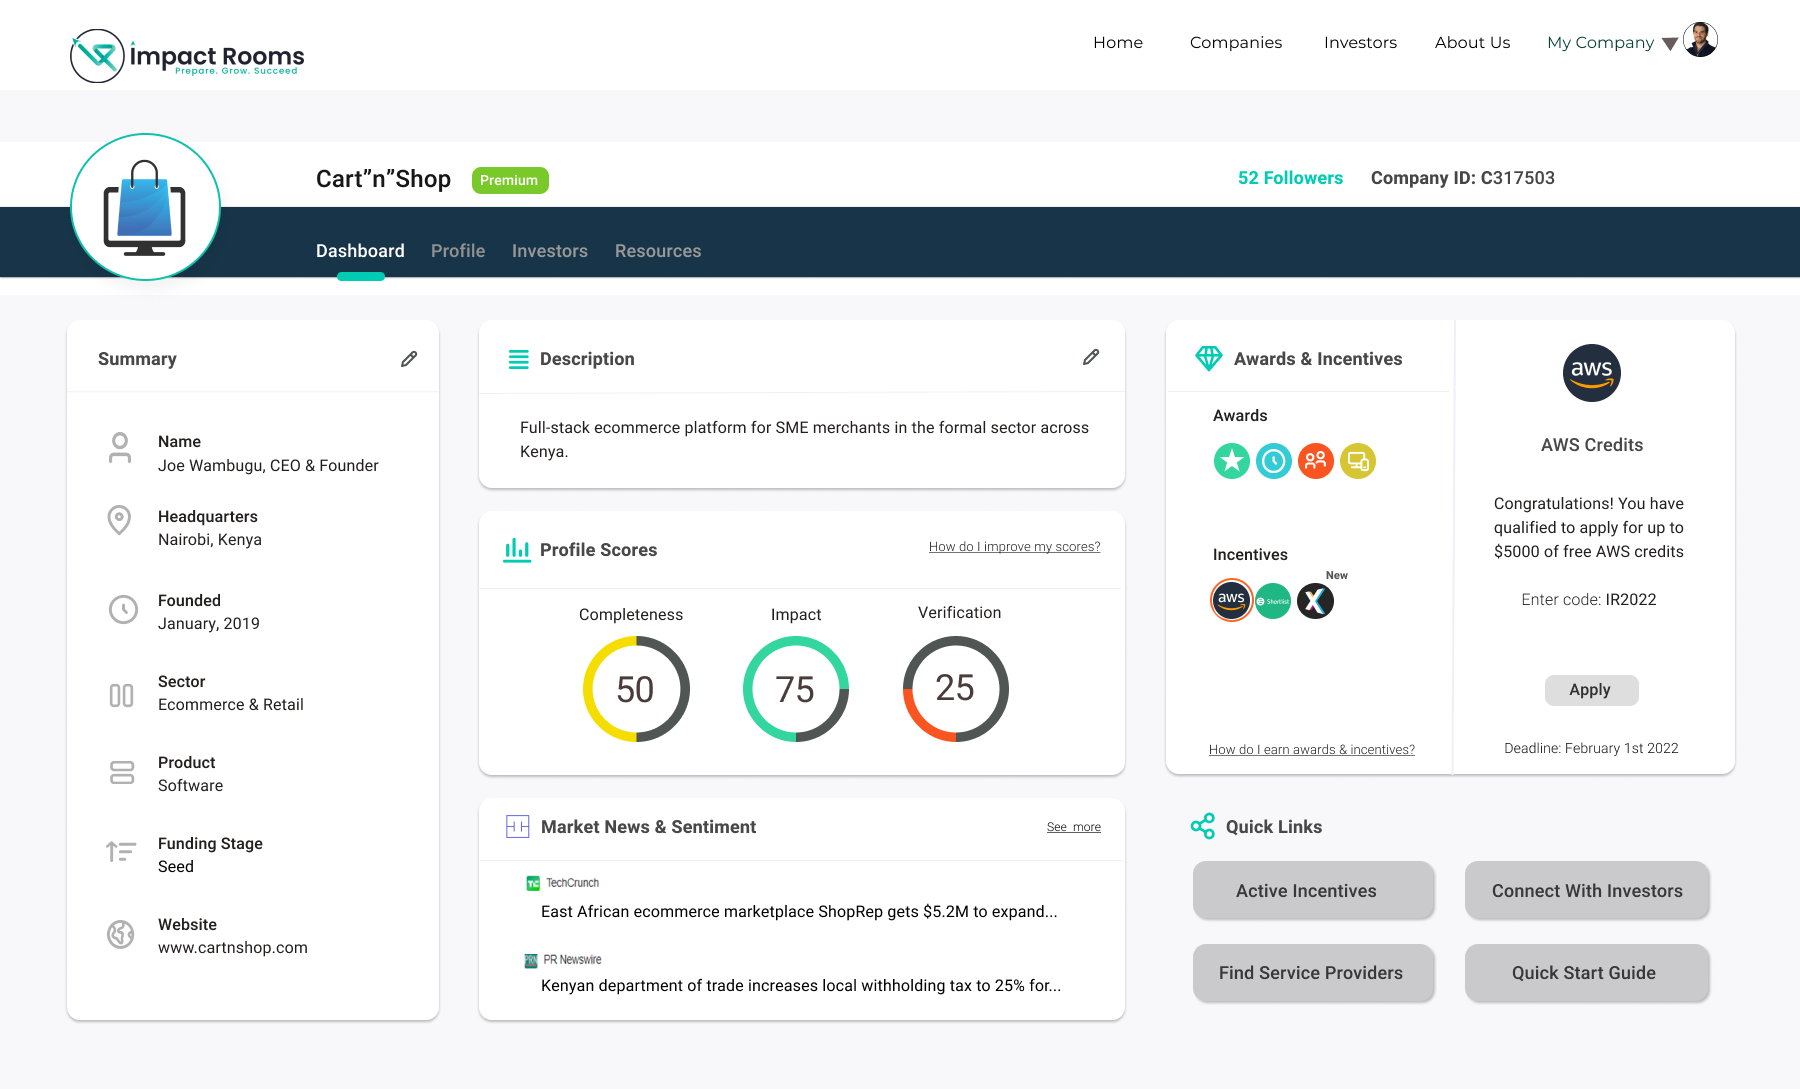 Impact Rooms
Prepare. Grow. Succeed
Home
Companies
Investors
About Us
My Company
Cart”n”Shop
Premium
52 Followers
Company ID: C317503
Dashboard
Profile
Investors
Resources
Summary
Name
Joe Wambugu, CEO & Founder
Headquarters
Nairobi, Kenya
Founded
January, 2019
Sector
Ecommerce & Retail
Product
Software
Funding Stage
Seed
Website
www.cartnshop.com
Description
Full-stack ecommerce platform for SME merchants in the formal sector across
Kenya.
Profile Scores
How do I improve my scores?
Completeness
Impact
Verification
50
75
25
Market News & Sentiment
See more
TechCrunch
East African ecommerce marketplace ShopRep gets $5.2M to expand...
PR Newswire
Kenyan department of trade increases local withholding tax to 25% for...
Awards & Incentives
Awards
Incentives
New
aws
Shortlist
X
How do I earn awards & incentives?
aws
AWS Credits
Congratulations! You have
qualified to apply for up to
$5000 of free AWS credits
Enter code: IR2022
Apply
Deadline: February 1st 2022
Quick Links
Active Incentives
Connect With Investors
Find Service Providers
Quick Start Guide